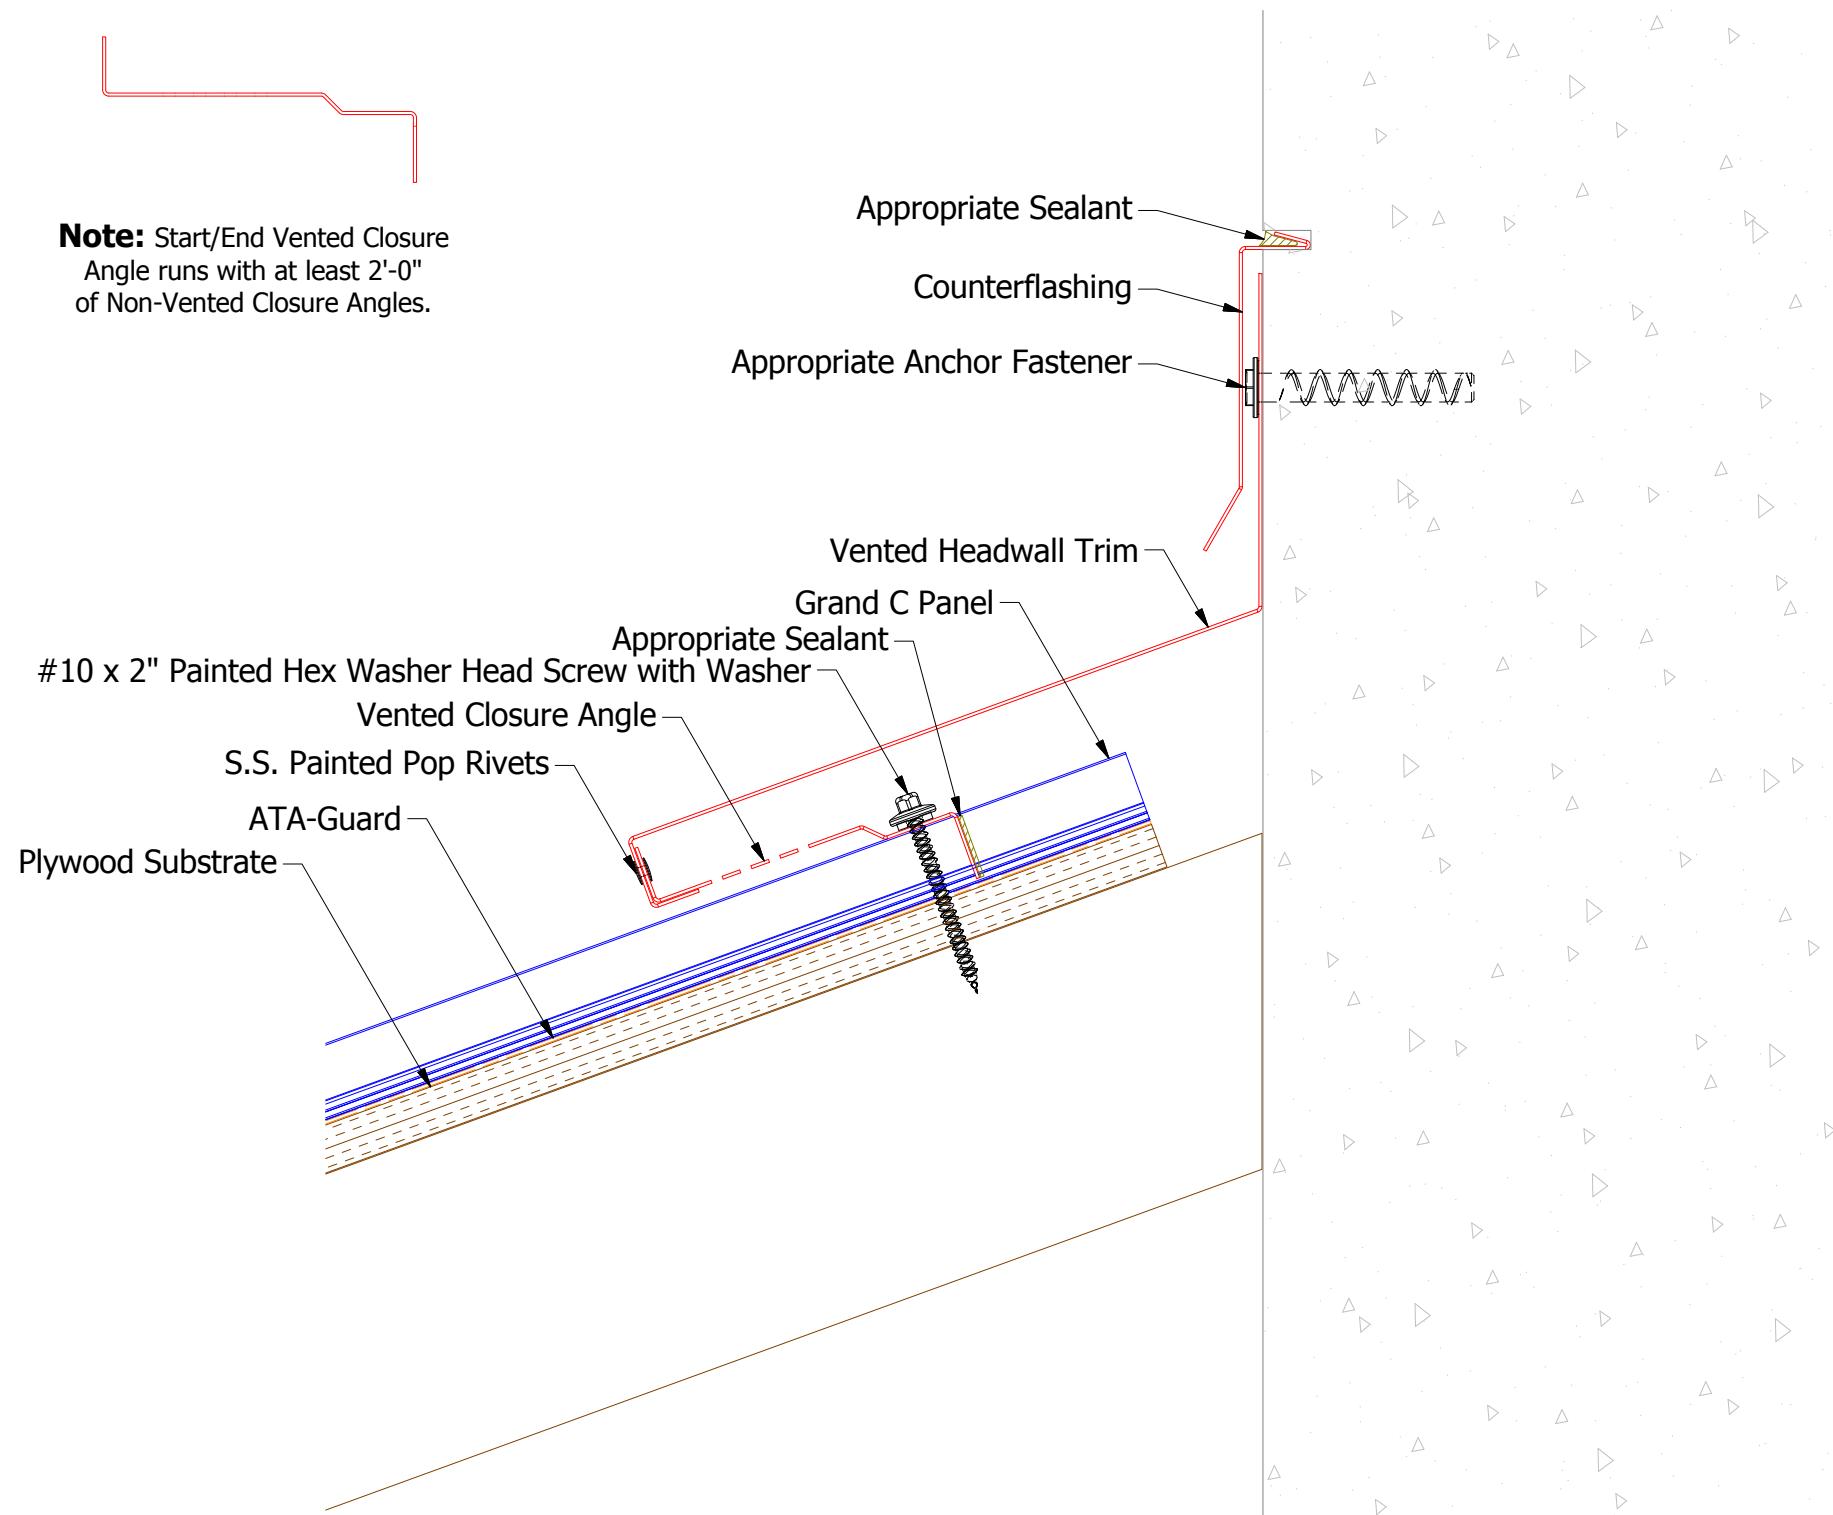 Note: Start/End Vented Closure
Angle runs with at least 2'-0"
of Non-Vented Closure Angles.
Appropriate Sealant
Counterflashing
Appropriate Anchor Fastener
Vented Headwall Trim
Grand C Panel
Appropriate Sealant
#10 x 2" Painted Hex Washer Head Screw with Washer
Vented Closure Angle
S.S. Painted Pop Rivets
ATA-Guard
Plywood Substrate